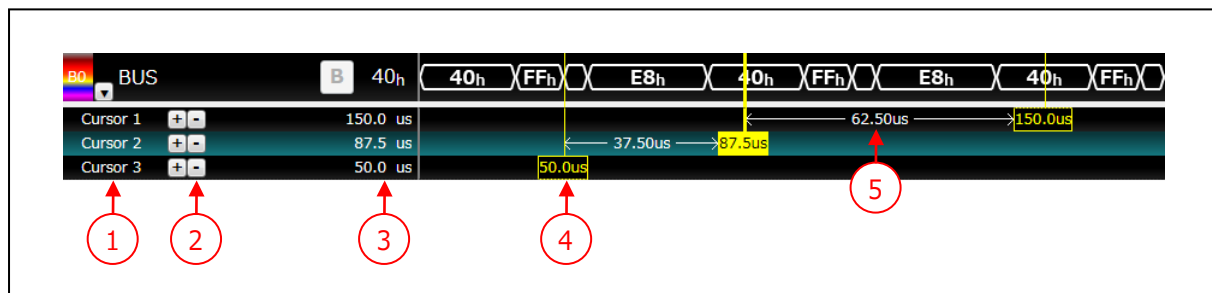 B0 BUS B 40h 40h FFh E8h 40h FFh E8h 40h FFh
Cursor 1 + - 150.0 us 62.50us 150.0us
Cursor 2 + - 87.5 us 37.50us 87.5us
Cursor 3 + - 50.0 us 50.0us
1 2 3 4 5